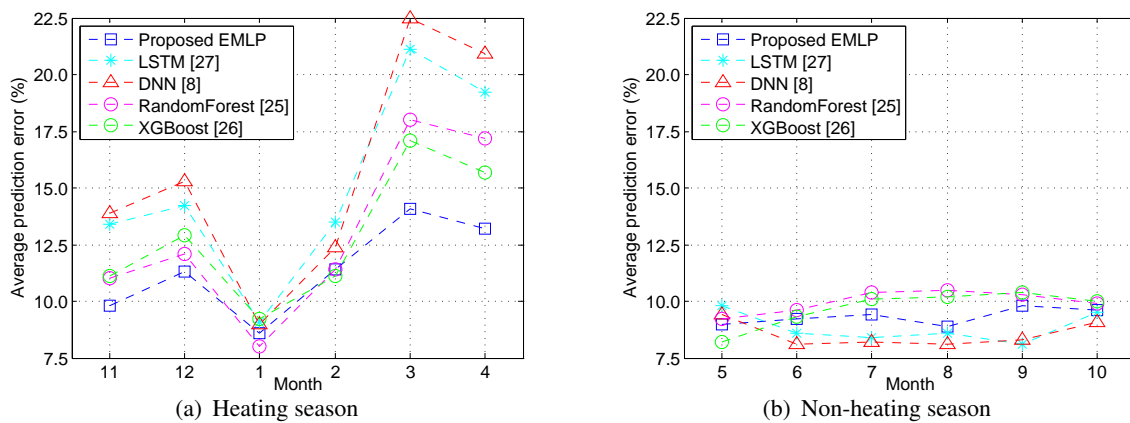 22.5
20.0
17.5
15.0
12.5
10.0
7.5
Average prediction error (%)
Proposed EMLP
LSTM [27]
DNN [8]
RandomForest [25]
XGBoost [26]
11 12 1 2 3 4
Month
(a) Heating season
22.5
20.0
17.5
15.0
12.5
10.0
7.5
Average prediction error (%)
Proposed EMLP
LSTM [27]
DNN [8]
RandomForest [25]
XGBoost [26]
5 6 7 8 9 10
Month
(b) Non-heating season